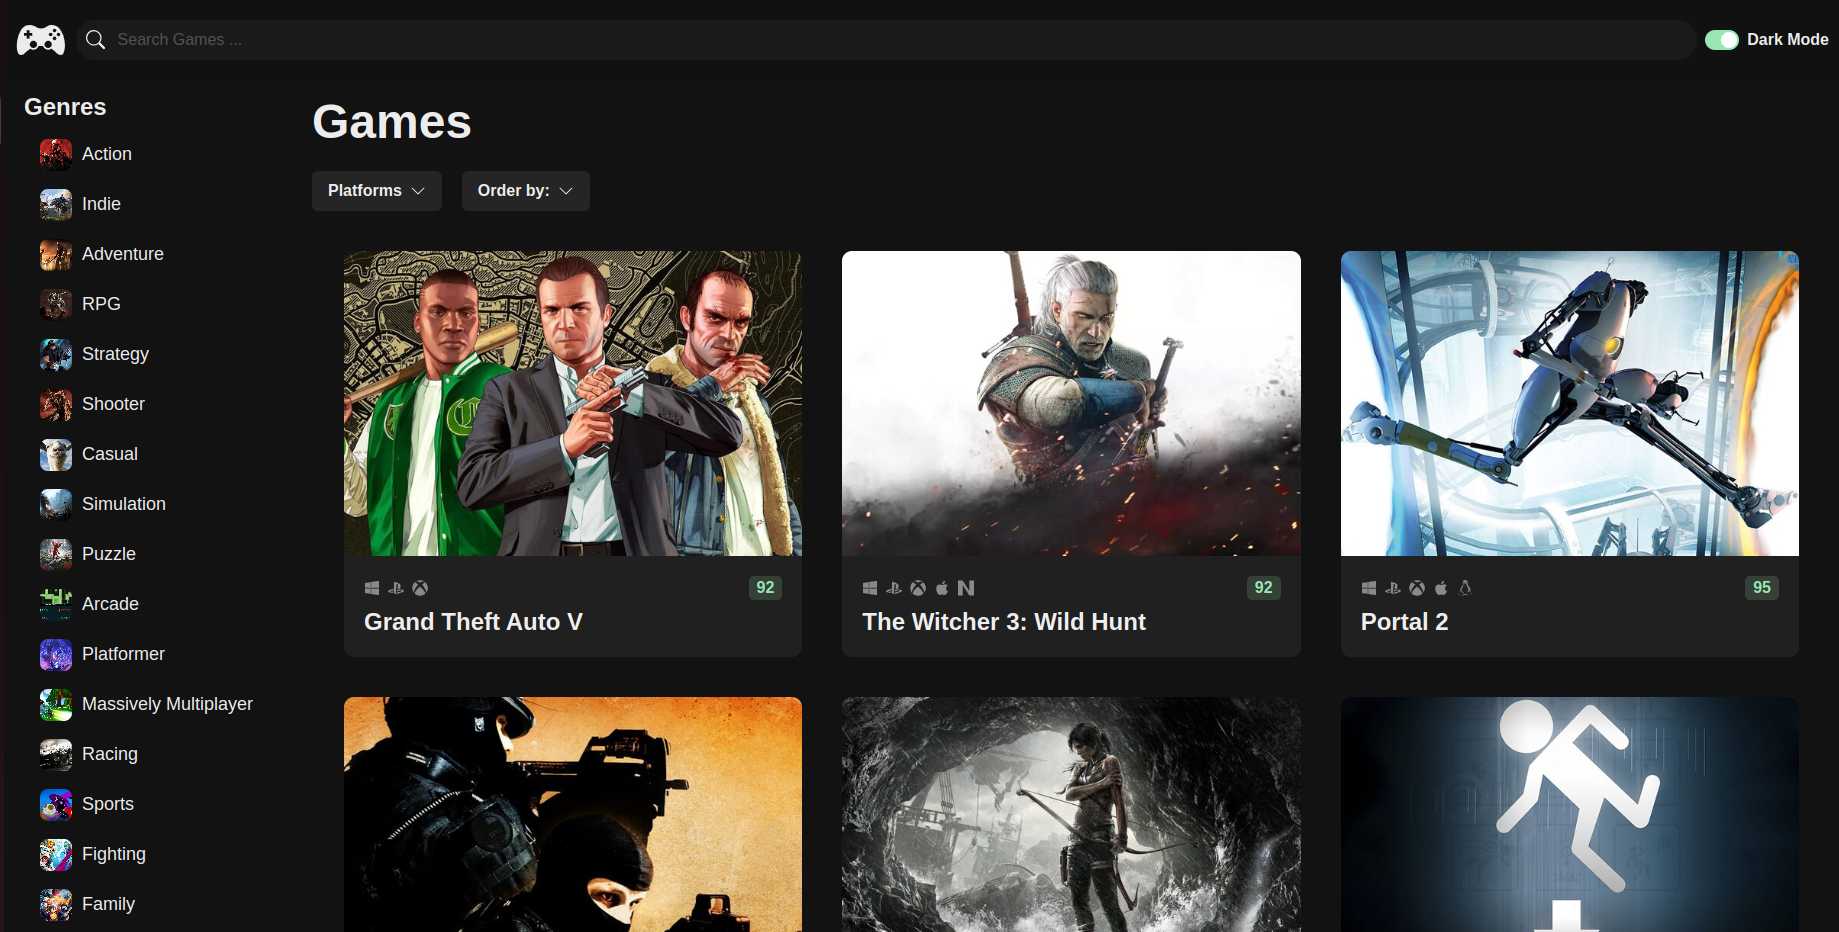 Search Games ...
Dark Mode
Genres
Action
Indie
Adventure
RPG
Strategy
Shooter
Casual
Simulation
Puzzle
Arcade
Platformer
Massively Multiplayer
Racing
Sports
Fighting
Family
Games
Platforms
Order by:
92
Grand Theft Auto V
92
The Witcher 3: Wild Hunt
95
Portal 2